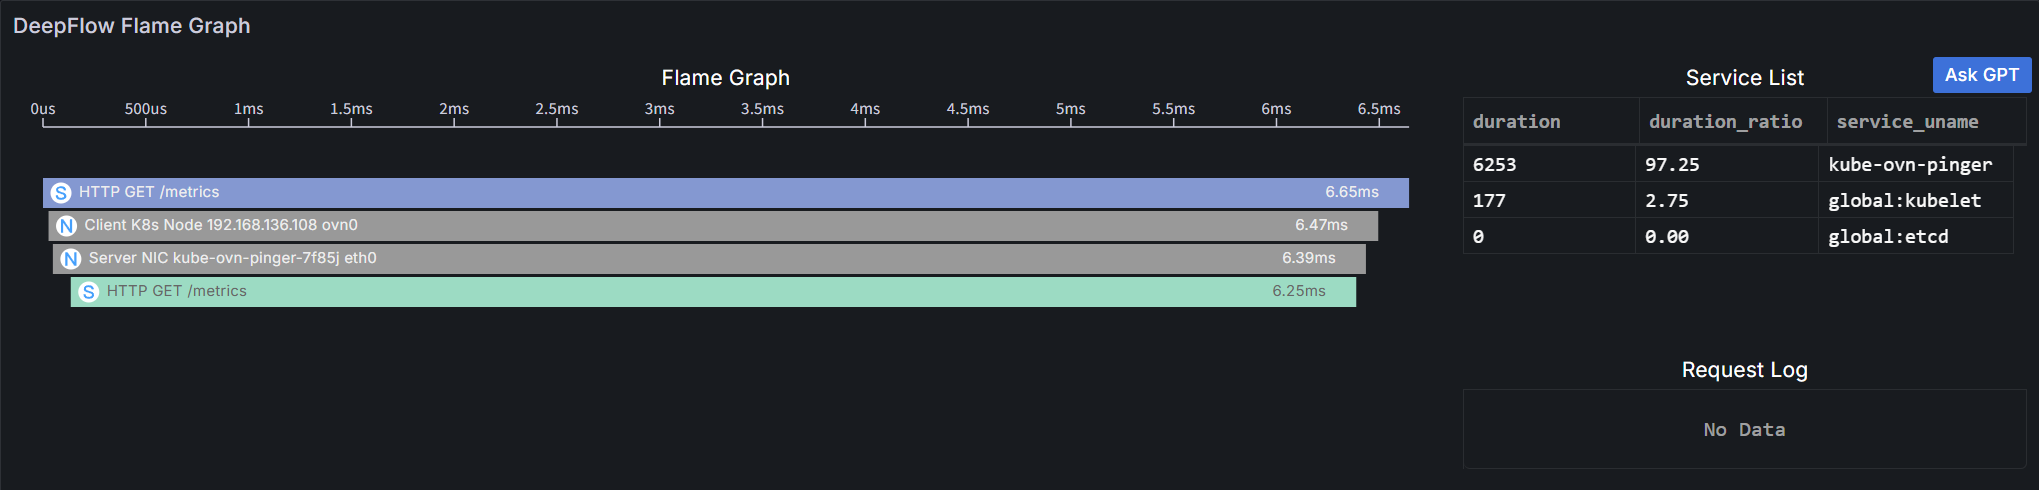 DeepFlow Flame Graph
Flame Graph
0us 500us 1ms 1.5ms 2ms 2.5ms 3ms 3.5ms 4ms 4.5ms 5ms 5.5ms 6ms 6.5ms
S HTTP GET /metrics 6.65ms
N Client K8s Node 192.168.136.108 ovn0 6.47ms
N Server NIC kube-ovn-pinger-7f85j eth0 6.39ms
S HTTP GET /metrics 6.25ms
Service List
Ask GPT
duration duration_ratio service_uname
6253 97.25 kube-ovn-pinger
177 2.75 global:kubelet
0 0.00 global:etcd
Request Log
No Data